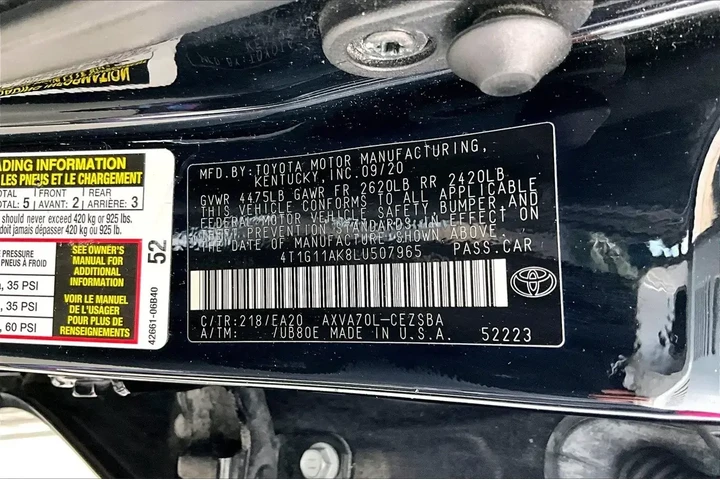 ADING INFORMATION
LES PNEUS ET LE CHARGEMENT
OTAL 5 FRONT AVANT: 2 REAR ARRIÈRE: 3
should never exceed 420 kg or 925 lbs.
doit jamais dépasser 420 kg ou 925 lb.
PRESSURE
PNEUS À FROID
, 35 PSI
, 35 PSI
, 60 PSI
SEE OWNER'S
MANUAL FOR
ADDITIONAL
INFORMATION
VOIR LE MANUEL
DE L'USAGER
POUR PLUS DE
RENSEIGNEMENTS
52
42661-06B40
MFD.BY:TOYOTA MOTOR MANUFACTURING,
KENTUCKY, INC.09/20
GVWR 4475LB GAWR FR 2620LB RR 2420LB
THIS VEHICLE CONFORMS TO ALL APPLICABLE
FEDERAL MOTOR VEHICLE SAFETY BUMPER AND
THEFT PREVENTION STANDARDS IN EFFECT ON
THE DATE OF MANUFACTURE SHOWN ABOVE.
4T1G11AK8LU507965 PASS.CAR
TOYOTA
C/TR:218/EA20 AXVA70L-CEZSBA
A/TM: /UB80E MADE IN U.S.A. 52223